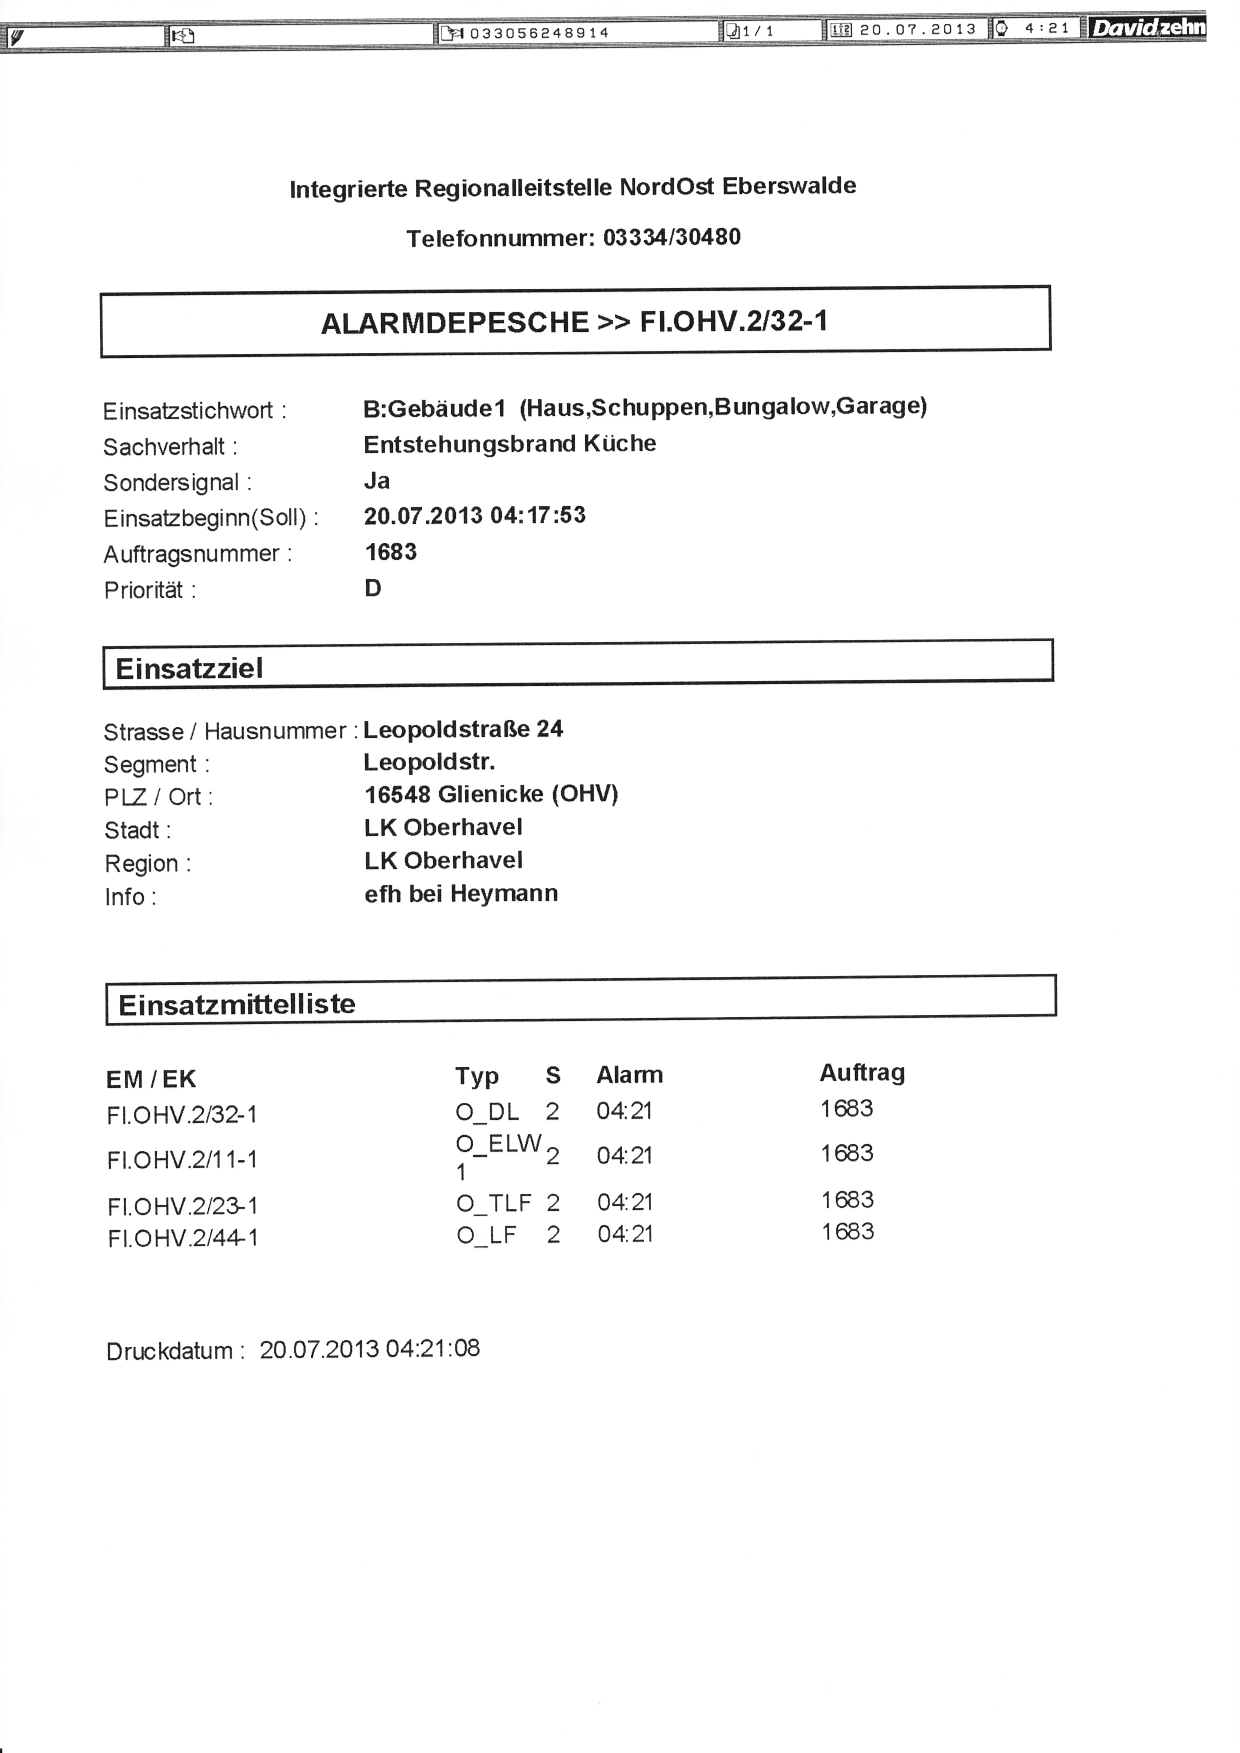 033056248914 1/1 20.07.2013 4:21 Davidzehn
Integrierte Regionalleitstelle NordOst Eberswalde
Telefonnummer: 03334/30480
ALARMDEPESCHE >> Fl.OHV.2/32-1
Einsatzstichwort : B:Gebäude1 (Haus,Schuppen,Bungalow,Garage)
Sachverhalt : Entstehungsbrand Küche
Sondersignal : Ja
Einsatzbeginn(Soll) : 20.07.2013 04:17:53
Auftragsnummer : 1683
Priorität : D
Einsatzziel
Strasse / Hausnummer : Leopoldstraße 24
Segment : Leopoldstr.
PLZ / Ort : 16548 Glienicke (OHV)
Stadt : LK Oberhavel
Region : LK Oberhavel
Info : efh bei Heymann
Einsatzmittelliste
EM / EK Typ S Alarm Auftrag
Fl.OHV.2/32-1 O_DL 2 04:21 1683
Fl.OHV.2/11-1 O_ELW 2 04:21 1683
1
Fl.OHV.2/23-1 O_TLF 2 04:21 1683
Fl.OHV.2/44-1 O_LF 2 04:21 1683
Druckdatum : 20.07.2013 04:21:08